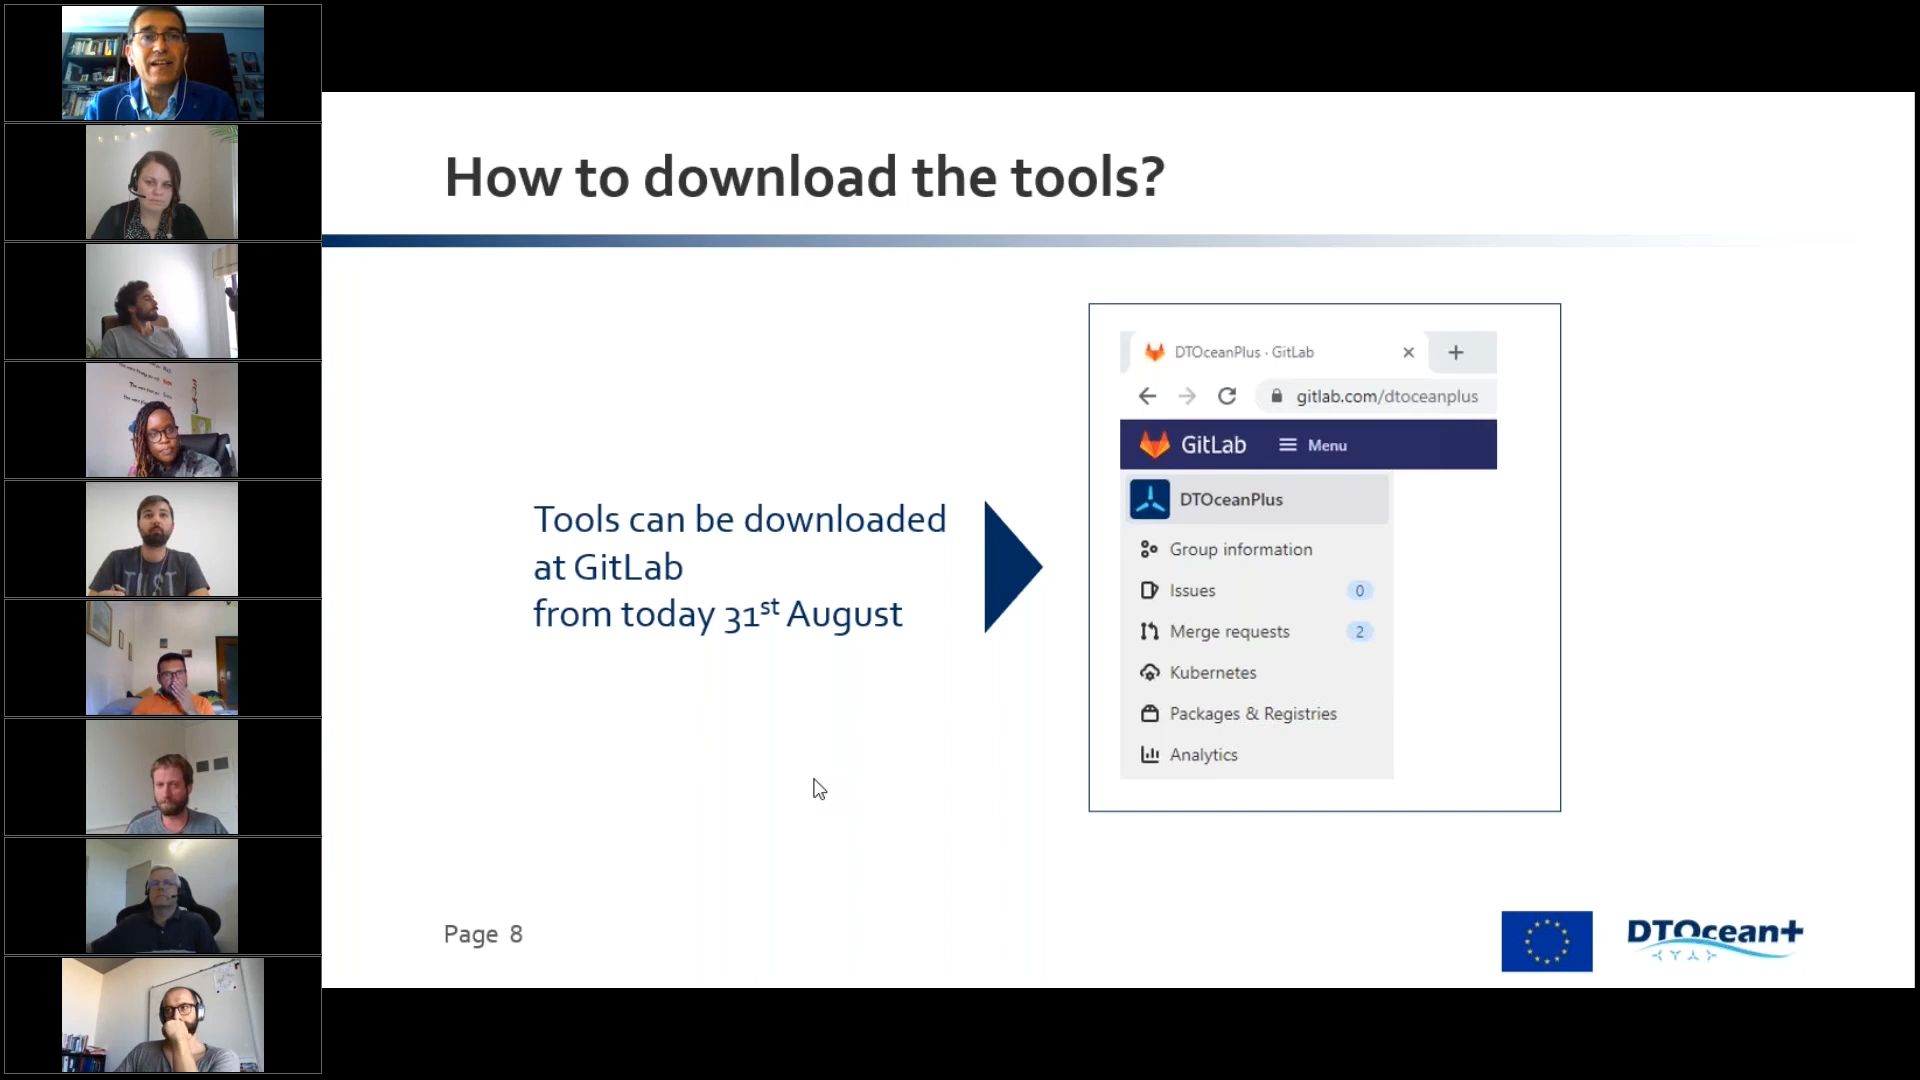 How to download the tools?
Tools can be downloaded
at GitLab
from today 31st August
DTOceanPlus · GitLab
gitlab.com/dtoceanplus
GitLab
Menu
DTOceanPlus
Group information
Issues 0
Merge requests 2
Kubernetes
Packages & Registries
Analytics
Page 8
DTOcean+